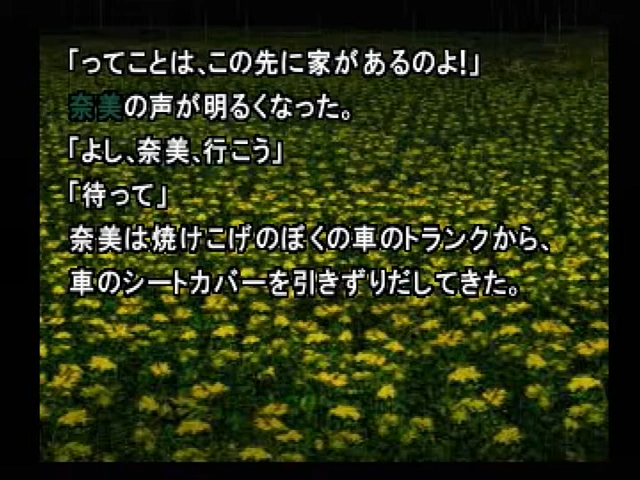 「ってことは、この先に家があるのよ!」
奈美の声が明るくなった。
「よし、奈美、行こう」
「待って」
奈美は焼けこげのぼくの車のトランクから、
車のシートカバーを引きずりだしてきた。